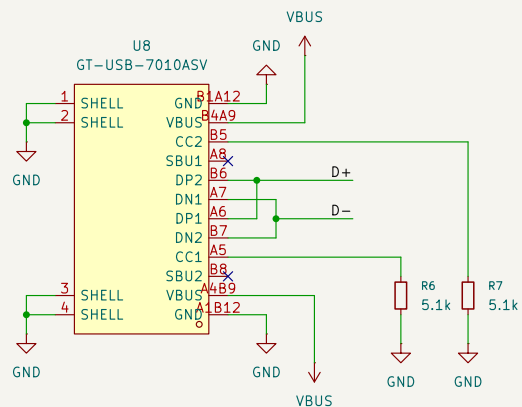 VBUS
U8
GND
GT-USB-7010ASV
1 SHELL GND B1A12
2 SHELL VBUS B4A9
CC2 B5
SBU1 A8
GND
DP2 B6 D+
DN1 A7
DP1 A6 D-
DN2 B7
CC1 A5
SBU2 B8
R6 R7
5.1k 5.1k
3 SHELL VBUS A4B9
4 SHELL GND A1B12
GND GND GND GND
VBUS